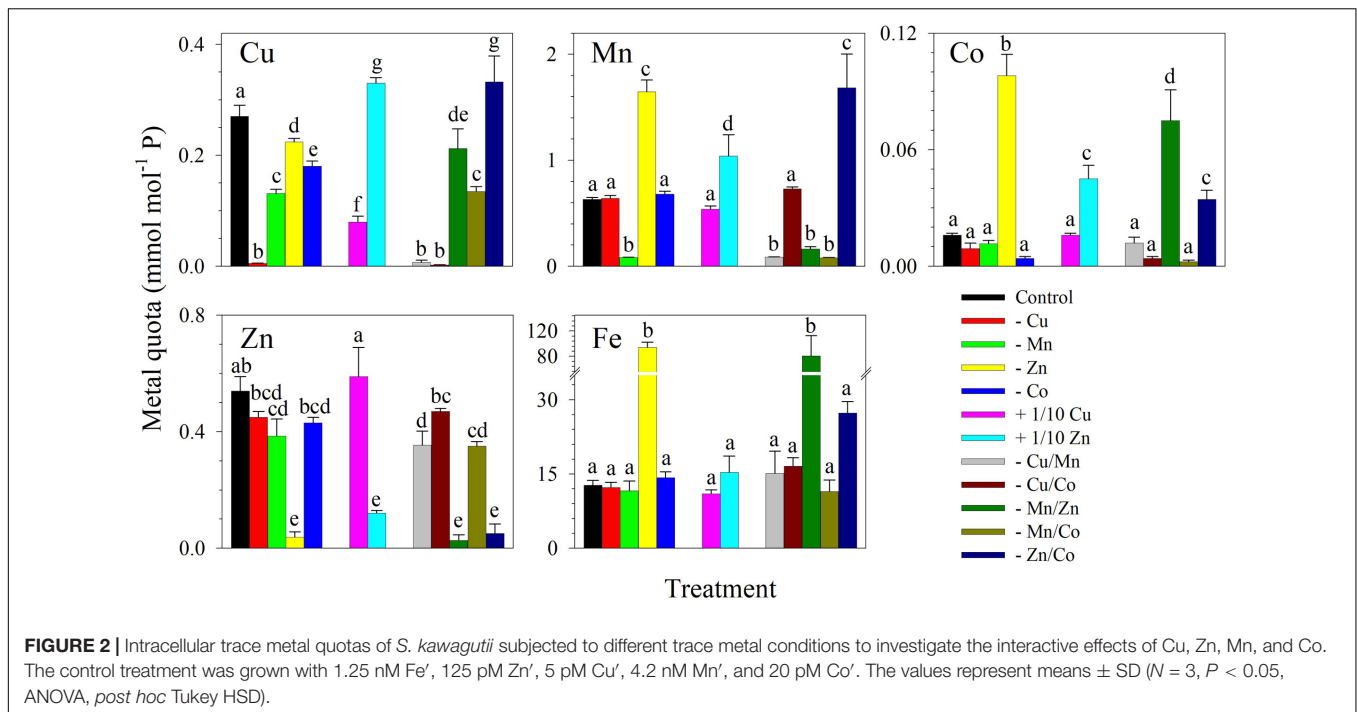 Metal quota (mmol mol⁻¹ P)
Cu
0.4
0.2
0.0
a
b
c
d
e
f
g
b
b
de
c
g
Mn
2
1
0
a
a
b
c
a
a
d
b
a
b
b
c
Co
0.12
0.06
0.00
a
a
a
b
a
a
c
a
a
d
a
c
Zn
0.8
0.4
0.0
ab
bcd
cd
e
bcd
a
e
d
bc
e
cd
e
Fe
120
80
30
15
0
a
a
a
b
a
a
a
a
a
b
a
a
Control
- Cu
- Mn
- Zn
- Co
+ 1/10 Cu
+ 1/10 Zn
- Cu/Mn
- Cu/Co
- Mn/Zn
- Mn/Co
- Zn/Co
Treatment
FIGURE 2 | Intracellular trace metal quotas of S. kawagutii subjected to different trace metal conditions to investigate the interactive effects of Cu, Zn, Mn, and Co.
The control treatment was grown with 1.25 nM Fe′, 125 pM Zn′, 5 pM Cu′, 4.2 nM Mn′, and 20 pM Co′. The values represent means ± SD (N = 3, P < 0.05,
ANOVA, post hoc Tukey HSD).